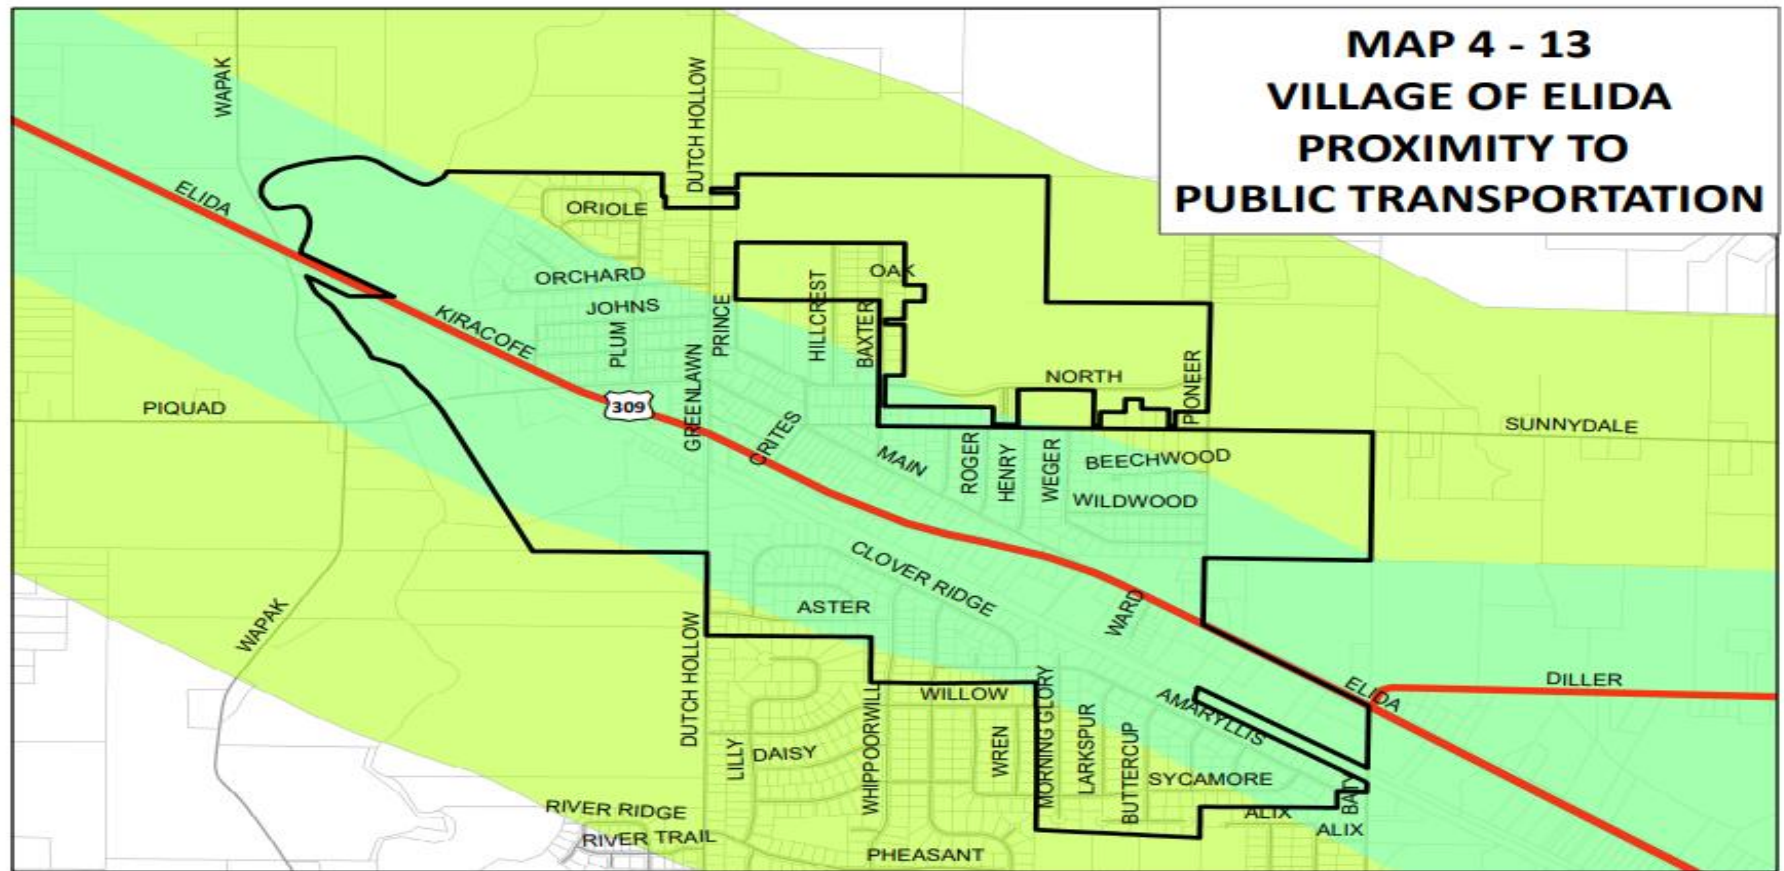 MAP 4 - 13
VILLAGE OF ELIDA
PROXIMITY TO
PUBLIC TRANSPORTATION
WAPAK
DUTCH HOLLOW
ELIDA
ORIOLE
ORCHARD
OAK
JOHNS
KIRACOFE
PLUM
PRINCE
HILLCREST
BAXTER
GREENLAWN
309
NORTH
PIONEER
PIQUAD
CRITES
MAIN
ROGER
HENRY
WEGER
BEECHWOOD
SUNNYDALE
WILDWOOD
CLOVER RIDGE
ASTER
WARD
WAPAK
DUTCH HOLLOW
WILLOW
MORNING GLORY
AMARYLLIS
ELIDA
DILLER
LILLY
DAISY
WHIPPOORWILL
WREN
LARKSPUR
BUTTERCUP
SYCAMORE
BATY
RIVER RIDGE
ALIX
RIVER TRAIL
ALIX
PHEASANT